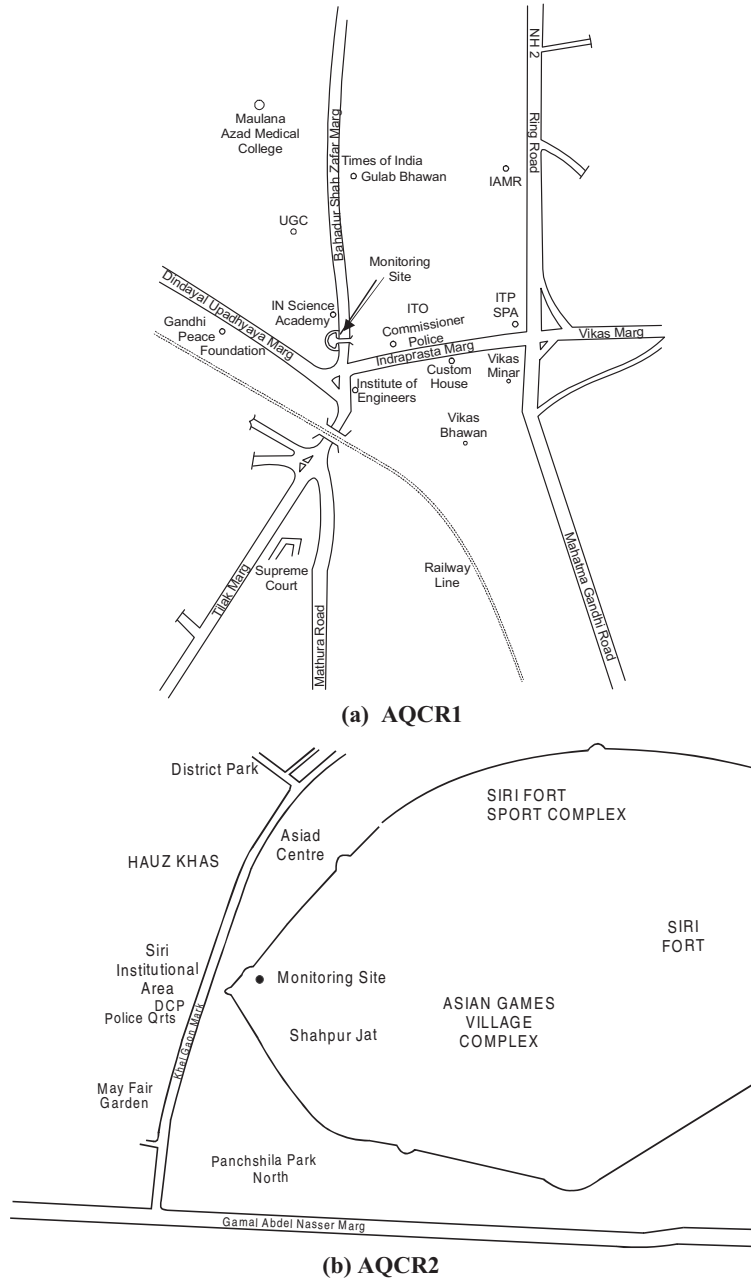 NH 2
Ring Road
Maulana
Azad Medical
College
Bahadur Shah Zafar Marg
Times of India
Gulab Bhawan
IAMR
UGC
Monitoring
Site
Dindayal Upadhyaya Marg
IN Science
Academy
ITO
Commissioner
Police
ITP
SPA
Vikas Marg
Gandhi
Peace
Foundation
Indraprasta Marg
Custom
House
Vikas
Minar
Institute of
Engineers
Vikas
Bhawan
Supreme
Court
Railway
Line
Tilak Marg
Mathura Road
Mahatma Gandhi Road
(a) AQCR1
District Park
SIRI FORT
SPORT COMPLEX
Asiad
Centre
HAUZ KHAS
SIRI
FORT
Siri
Institutional
Area
DCP
Police Qrts
Monitoring Site
ASIAN GAMES
VILLAGE
COMPLEX
Shahpur Jat
Khel Gaon Mark
May Fair
Garden
Panchshila Park
North
Gamal Abdel Nasser Marg
(b) AQCR2